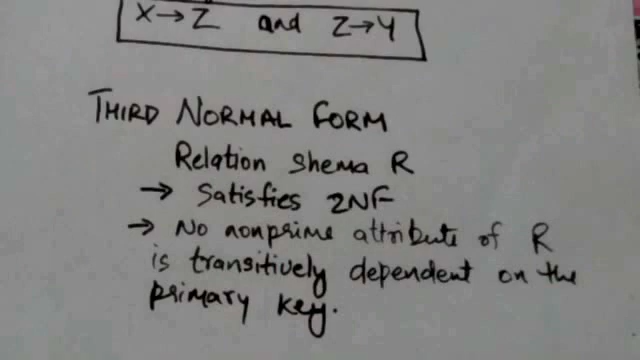 X→Z and Z→Y
THIRD NORMAL FORM
Relation shema R
→ Satisfies 2NF
→ No nonprime attribute of R
is transitively dependent on the
primary key.